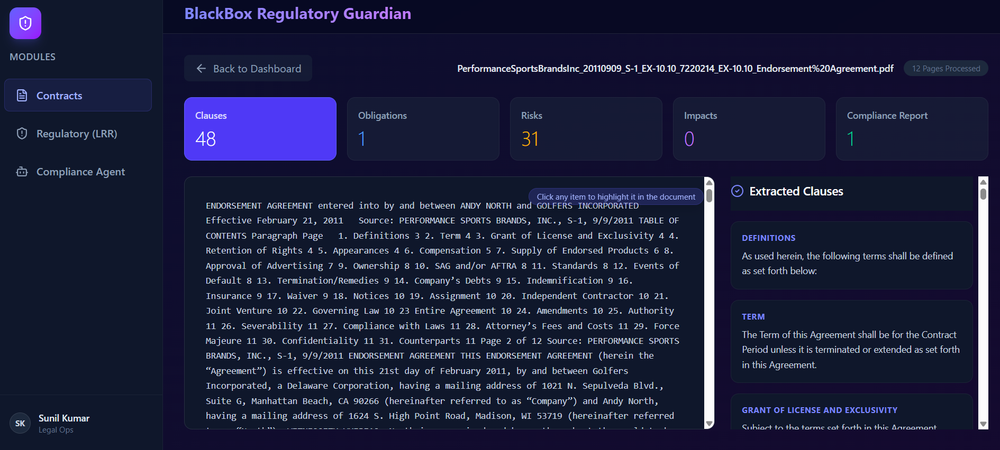 BlackBox Regulatory Guardian
MODULES
Contracts
Regulatory (LRR)
Compliance Agent
SK
Sunil Kumar
Legal Ops
Back to Dashboard
PerformanceSportsBrandsInc_20110909_S-1_EX-10.10_7220214_EX-10.10_Endorsement%20Agreement.pdf
12 Pages Processed
Clauses
48
Obligations
1
Risks
31
Impacts
0
Compliance Report
1
Click any item to highlight it in the document
ENDORSEMENT AGREEMENT entered into by and between ANDY NORTH and GOLFERS INCORPORATED
Effective February 21, 2011   Source: PERFORMANCE SPORTS BRANDS, INC., S-1, 9/9/2011 TABLE OF
CONTENTS Paragraph Page   1. Definitions 3 2. Term 4 3. Grant of License and Exclusivity 4 4.
Retention of Rights 4 5. Appearances 4 6. Compensation 5 7. Supply of Endorsed Products 6 8.
Approval of Advertising 7 9. Ownership 8 10. SAG and/or AFTRA 8 11. Standards 8 12. Events of
Default 8 13. Termination/Remedies 9 14. Company’s Debts 9 15. Indemnification 9 16.
Insurance 9 17. Waiver 9 18. Notices 10 19. Assignment 10 20. Independent Contractor 10 21.
Joint Venture 10 22. Governing Law 10 23 Entire Agreement 10 24. Amendments 10 25. Authority
11 26. Severability 11 27. Compliance with Laws 11 28. Attorney’s Fees and Costs 11 29. Force
Majeure 11 30. Confidentiality 11 31. Counterparts 11 Page 2 of 12 Source: PERFORMANCE SPORTS
BRANDS, INC., S-1, 9/9/2011 ENDORSEMENT AGREEMENT THIS ENDORSEMENT AGREEMENT (herein the
“Agreement”) is effective on this 21st day of February 2011, by and between Golfers
Incorporated, a Delaware Corporation, having a mailing address of 1021 N. Sepulveda Blvd.,
Suite G, Manhattan Beach, CA 90266 (hereinafter referred to as “Company”) and Andy North,
having a mailing address of 1624 S. High Point Road, Madison, WI 53719 (hereinafter referred
Extracted Clauses
DEFINITIONS
As used herein, the following terms shall be defined
as set forth below:
TERM
The Term of this Agreement shall be for the Contract
Period unless it is terminated or extended as set forth
in this Agreement.
GRANT OF LICENSE AND EXCLUSIVITY
Subject to the terms set forth in this Agreement